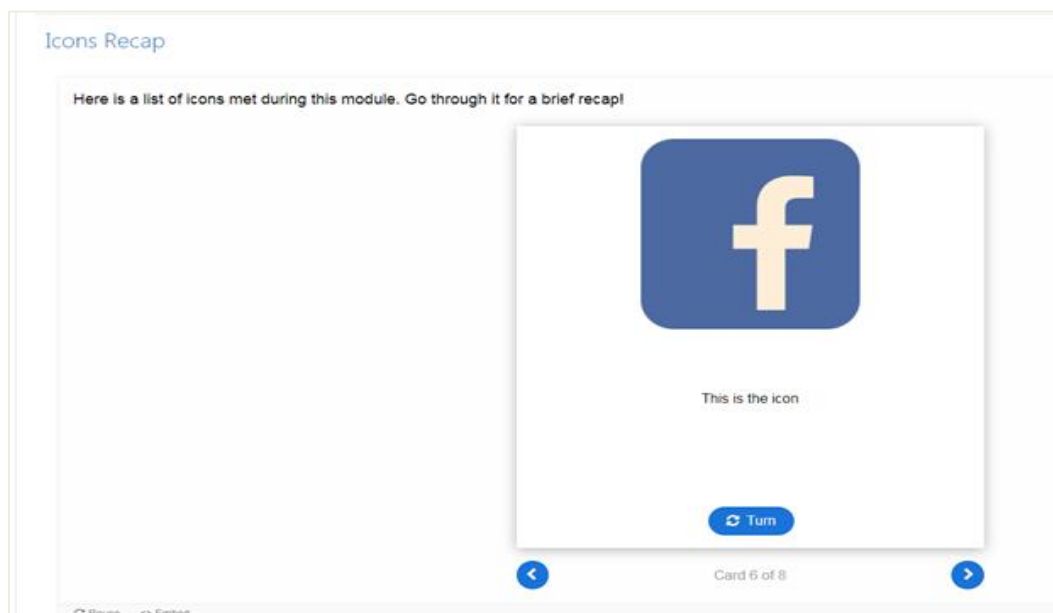 Icons Recap
Here is a list of icons met during this module. Go through it for a brief recap!
f
This is the icon
Turn
Card 6 of 8